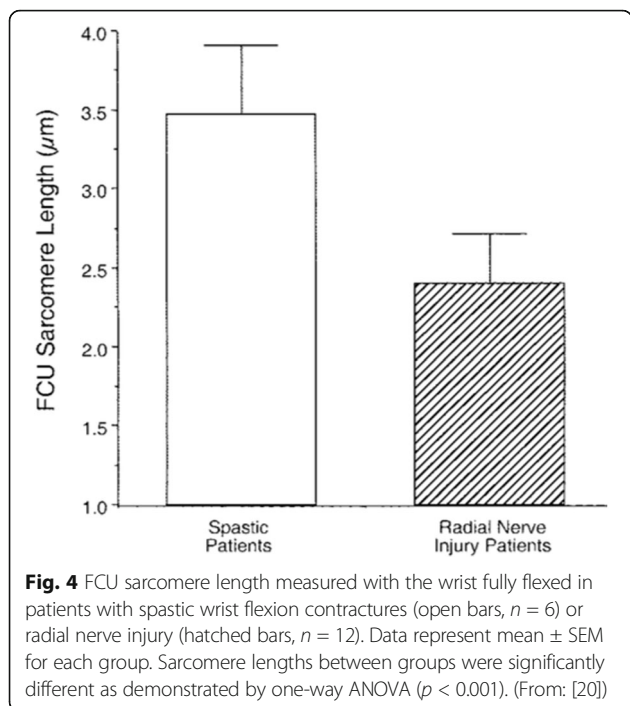 4.0
3.5
3.0
2.5
2.0
1.5
1.0
FCU Sarcomere Length (μm)
Spastic
Patients
Radial Nerve
Injury Patients
Fig. 4 FCU sarcomere length measured with the wrist fully flexed in
patients with spastic wrist flexion contractures (open bars, n = 6) or
radial nerve injury (hatched bars, n = 12). Data represent mean ± SEM
for each group. Sarcomere lengths between groups were significantly
different as demonstrated by one-way ANOVA (p < 0.001). (From: [20])